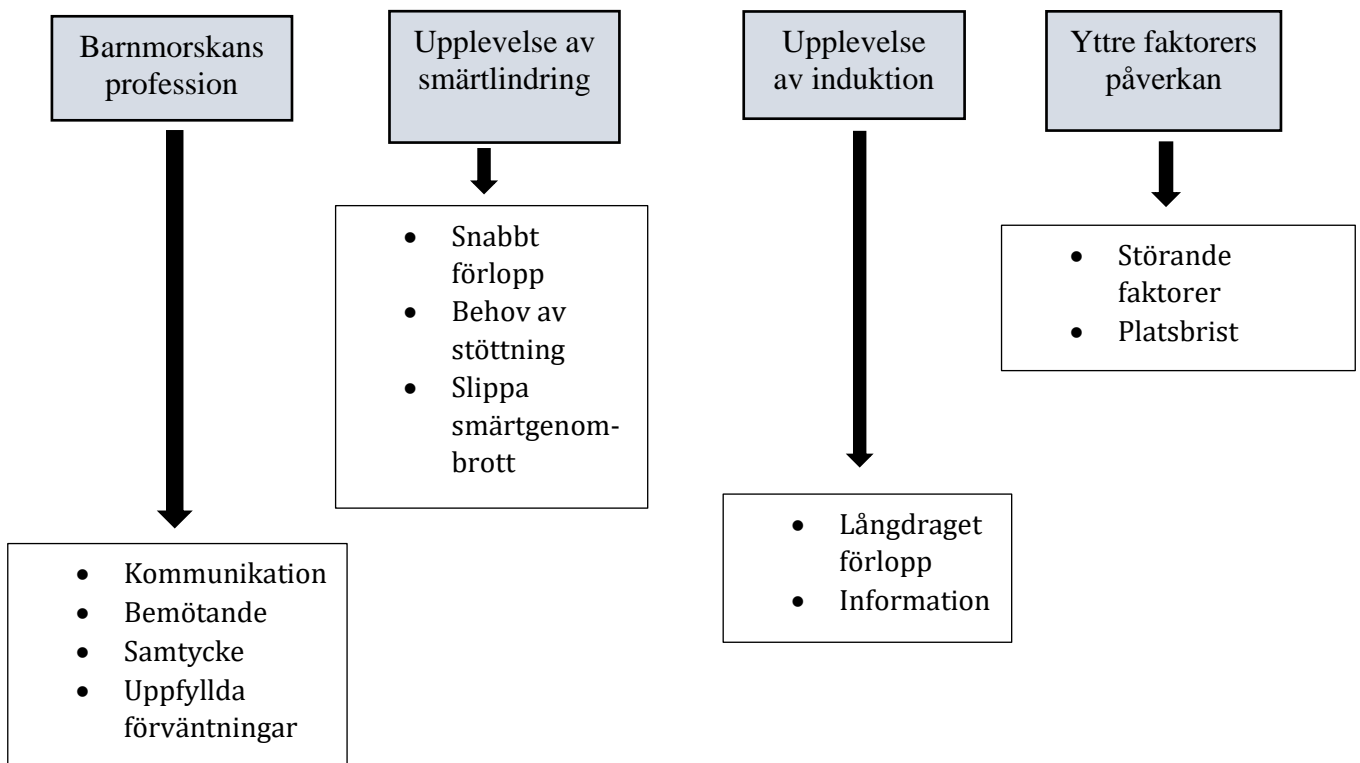 Barnmorskans
profession
Upplevelse av
smärtlindring
Upplevelse
av induktion
Yttre faktorers
påverkan
• Snabbt
förlopp
• Behov av
stöttning
• Slippa
smärtgenom-
brott
• Störande
faktorer
• Platsbrist
• Långdraget
förlopp
• Information
• Kommunikation
• Bemötande
• Samtycke
• Uppfyllda
förväntningar